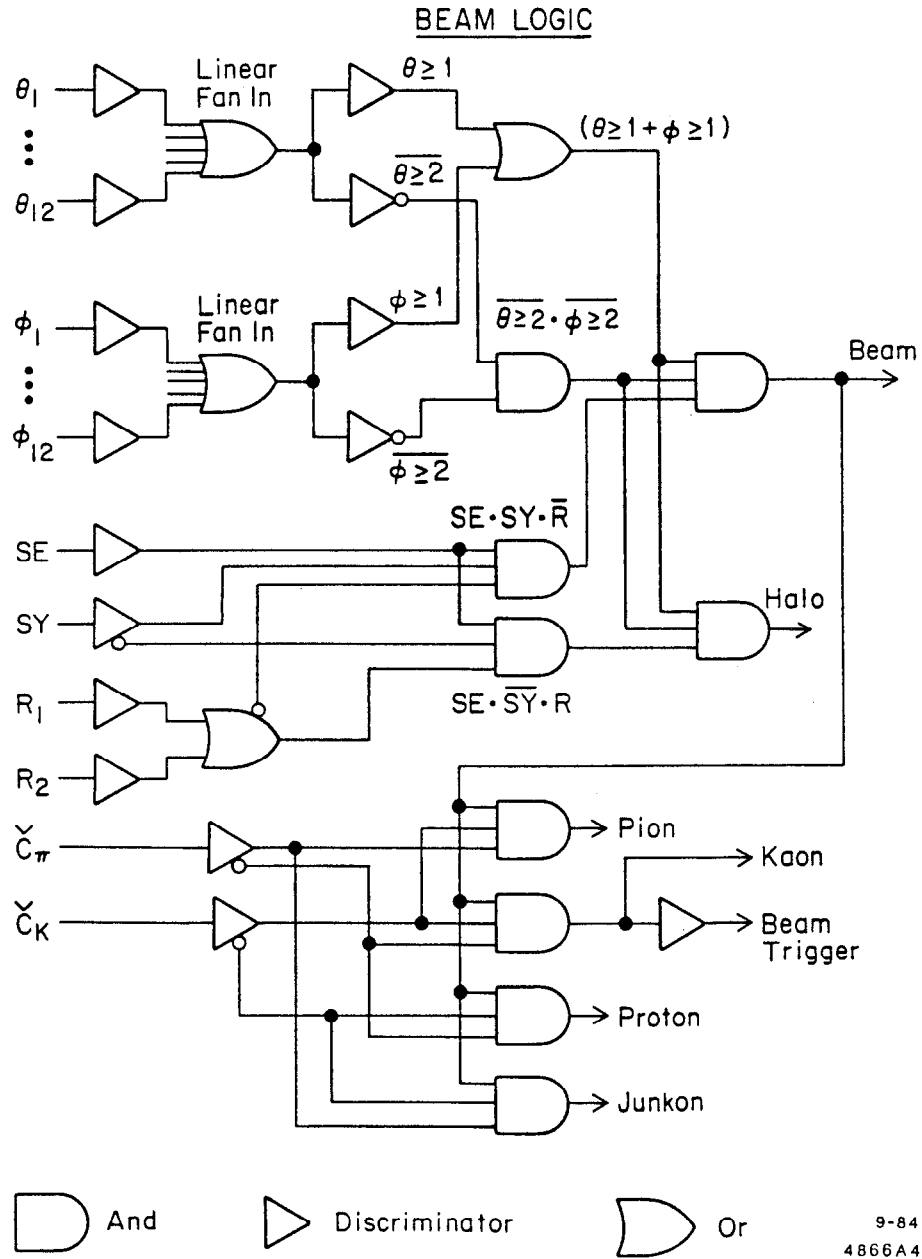 BEAM LOGIC
Linear
Fan In
θ1
θ12
θ≥1
θ≥2̅
(θ≥1+φ≥1)
Linear
Fan In
φ1
φ12
φ≥1
φ≥2̅
θ≥2̅ · φ≥2̅
Beam
SE
SY
R1
R2
SE·SY·R̅
SE·S̅Y̅·R
Halo
Č𝜋
ČK
Pion
Kaon
Beam
Trigger
Proton
Junkon
And
Discriminator
Or
9-84
4866A4